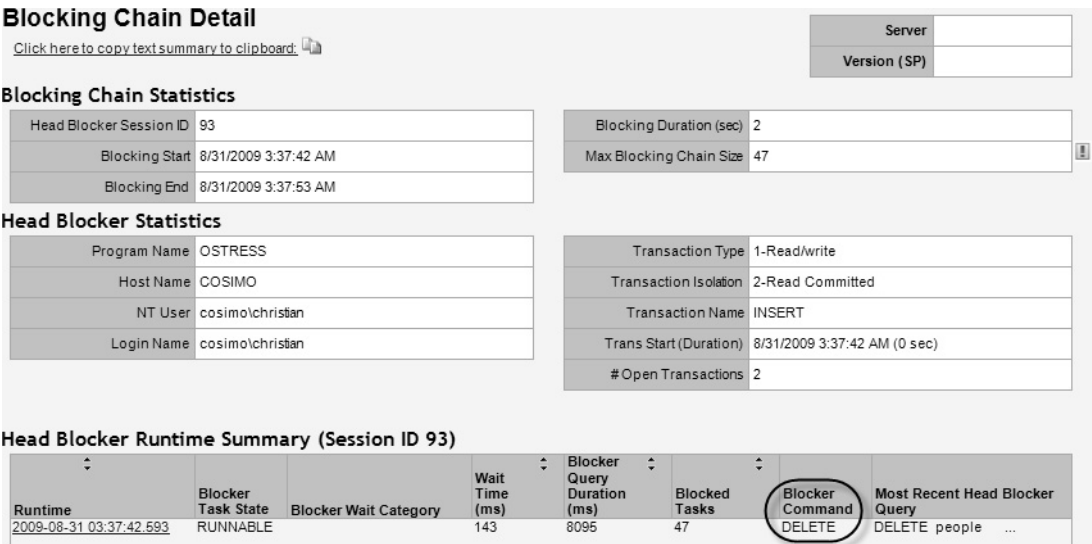 Blocking Chain Detail
Click here to copy text summary to clipboard:
Server
Version (SP)
Blocking Chain Statistics
Head Blocker Session ID 93
Blocking Start 8/31/2009 3:37:42 AM
Blocking End 8/31/2009 3:37:53 AM
Blocking Duration (sec) 2
Max Blocking Chain Size 47
Head Blocker Statistics
Program Name OSTRESS
Host Name COSIMO
NT User cosimo\christian
Login Name cosimo\christian
Transaction Type 1-Read/write
Transaction Isolation 2-Read Committed
Transaction Name INSERT
Trans Start (Duration) 8/31/2009 3:37:42 AM (0 sec)
# Open Transactions 2
Head Blocker Runtime Summary (Session ID 93)
Runtime
Blocker
Task State
Blocker Wait Category
Wait
Time
(ms)
Blocker
Query
Duration
(ms)
Blocked
Tasks
Blocker
Command
Most Recent Head Blocker
Query
2009-08-31 03:37:42.593 RUNNABLE 143 8095 47 DELETE DELETE people ...